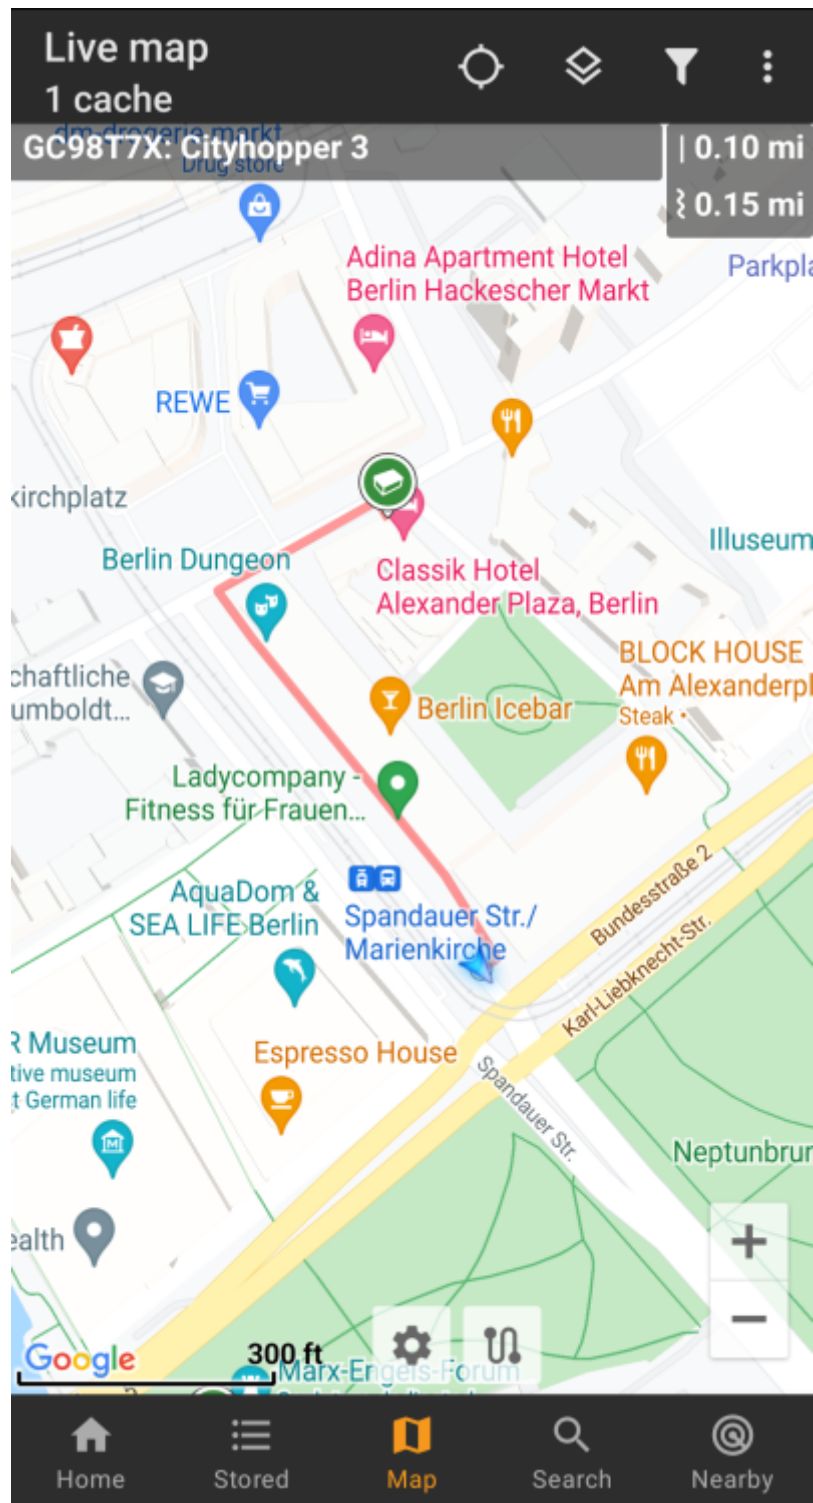 Live map
1 cache
dm-drogerie markt
Drug store
GC98T7X: Cityhopper 3
0.10 mi
0.15 mi
Adina Apartment Hotel
Berlin Hackescher Markt
Parkpla
REWE
kirchplatz
Berlin Dungeon
Illuseum
Classik Hotel
Alexander Plaza, Berlin
chaftliche
umboldt...
BLOCK HOUSE
Am Alexanderpl
Steak •
Berlin Icebar
Ladycompany -
Fitness für Frauen...
AquaDom &
SEA LIFE Berlin
Spandauer Str./
Marienkirche
Bundesstraße 2
Karl-Liebknecht-Str.
R Museum
tive museum
t German life
Espresso House
Spandauer Str.
Neptunbrun
ealth
+
−
Google
300 ft
Marx-Engels-Forum
2
Home
Stored
Map
Search
Nearby